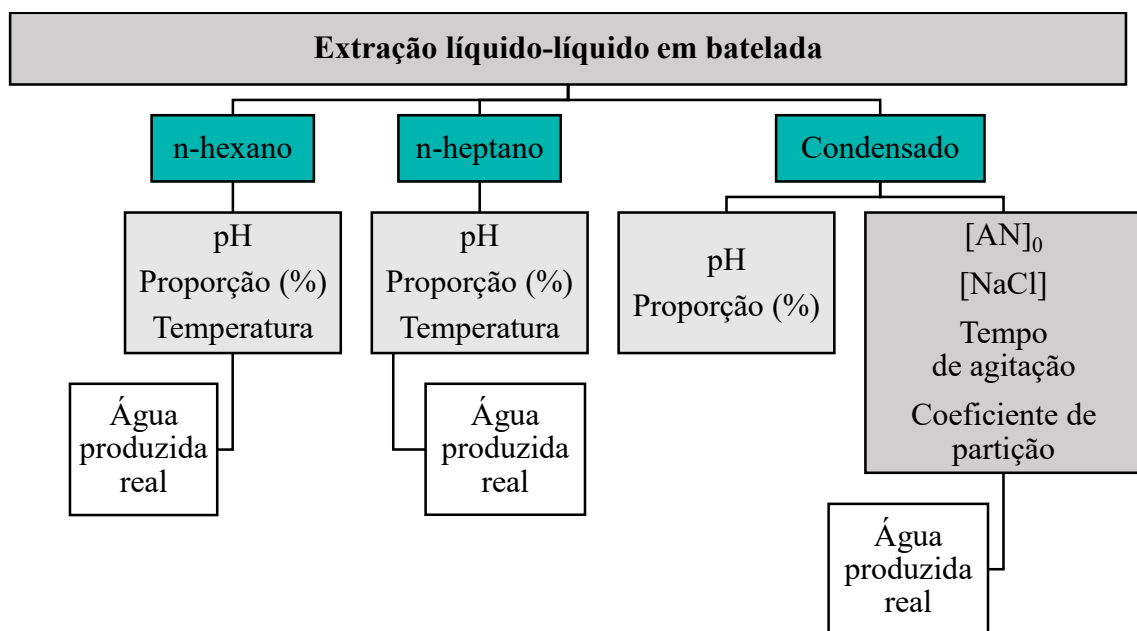 Extração líquido-líquido em batelada
n-hexano
n-heptano
Condensado
pH
Proporção (%)
Temperatura
pH
Proporção (%)
Temperatura
pH
Proporção (%)
[AN]₀
[NaCl]
Tempo
de agitação
Coeficiente de
partição
Água
produzida
real
Água
produzida
real
Água
produzida
real